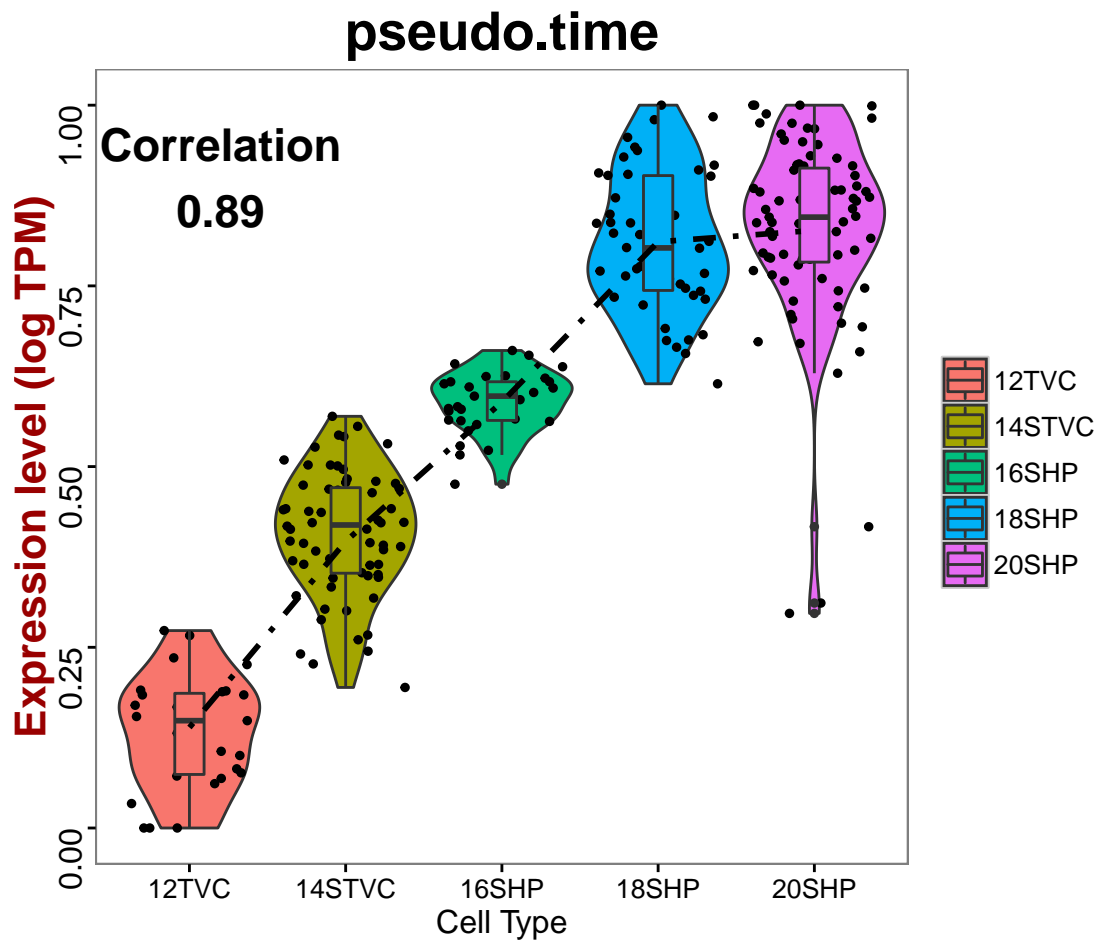 pseudo.time
Correlation
0.89
Expression level (log TPM)
1.00
0.75
0.50
0.25
0.00
12TVC
14STVC
16SHP
18SHP
20SHP
Cell Type
12TVC
14STVC
16SHP
18SHP
20SHP